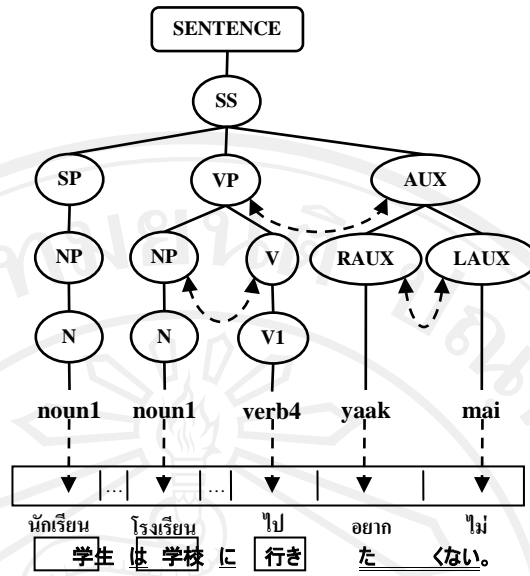 SENTENCE
SS
SP VP AUX
NP NP V RAUX LAUX
N N V1
noun1 noun1 verb4 yaak mai
... ...
นักเรียน โรงเรียน ไป อยาก ไม่
学生 は 学校 に 行き た くない。